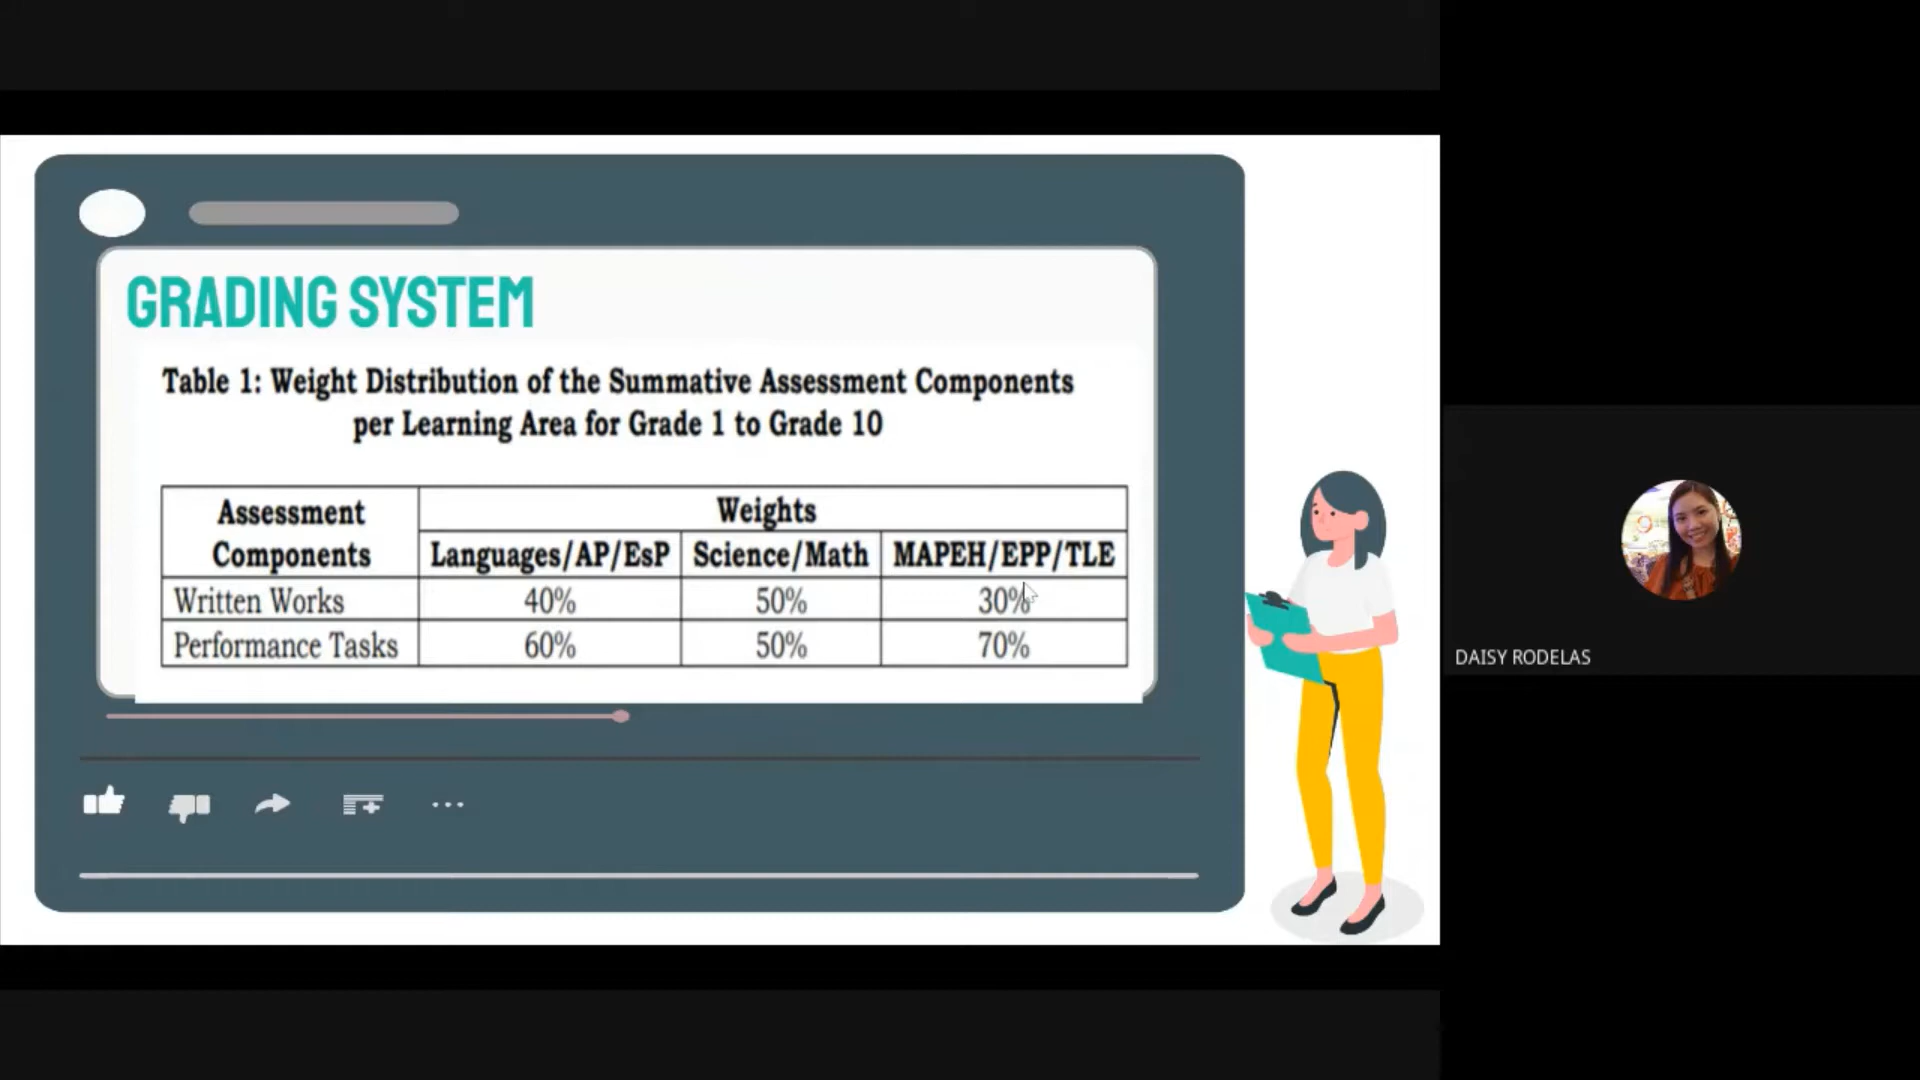 GRADING SYSTEM
Table 1: Weight Distribution of the Summative Assessment Components
per Learning Area for Grade 1 to Grade 10
Assessment Components
Weights
Languages/AP/EsP Science/Math MAPEH/EPP/TLE
Written Works 40% 50% 30%
Performance Tasks 60% 50% 70%
DAISY RODELAS